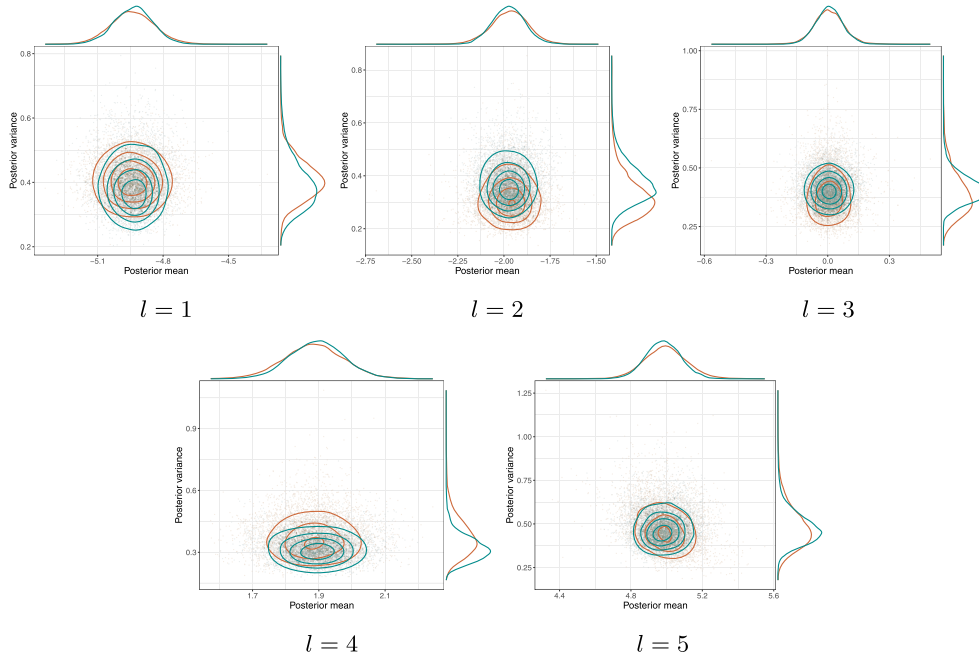 0.8
0.6
0.4
0.2
Posterior variance
−5.1 −4.8 −4.5
Posterior mean
l = 1
0.8
0.6
0.4
0.2
Posterior variance
−2.75 −2.50 −2.25 −2.00 −1.75 −1.50
Posterior mean
l = 2
1.00
0.75
0.50
0.25
Posterior variance
−0.6 −0.3 0.0 0.3
Posterior mean
l = 3
0.9
0.6
0.3
Posterior variance
1.7 1.9 2.1
Posterior mean
l = 4
1.25
1.00
0.75
0.50
0.25
Posterior variance
4.4 4.8 5.2 5.6
Posterior mean
l = 5